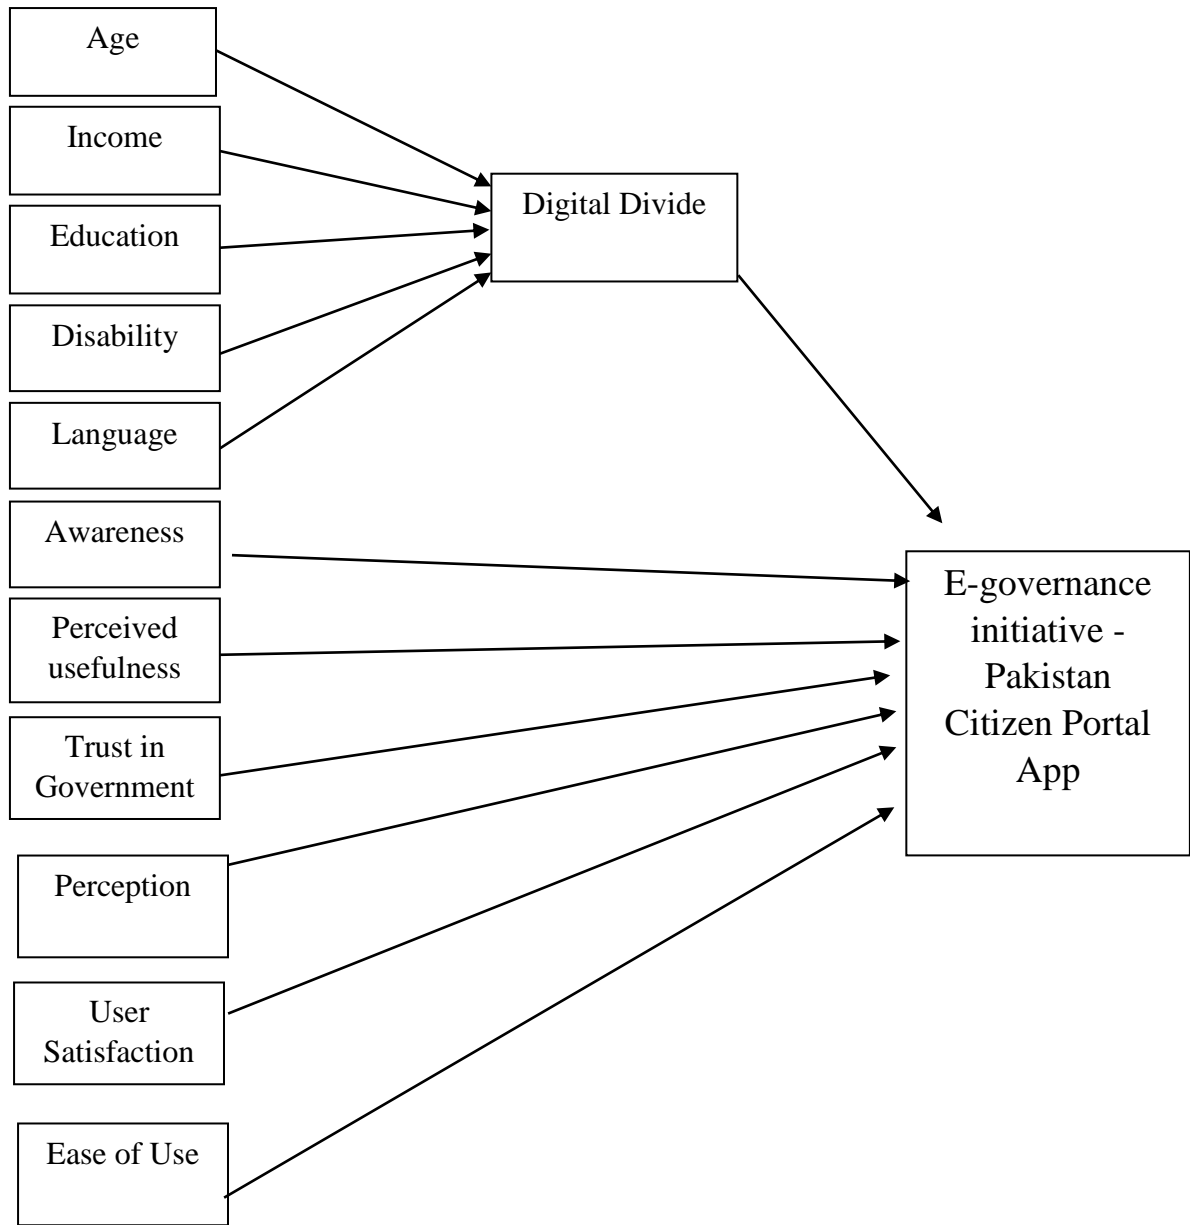 Age
Income
Education
Disability
Language
Awareness
Perceived
usefulness
Trust in
Government
Perception
User
Satisfaction
Ease of Use
Digital Divide
E-governance
initiative -
Pakistan
Citizen Portal
App